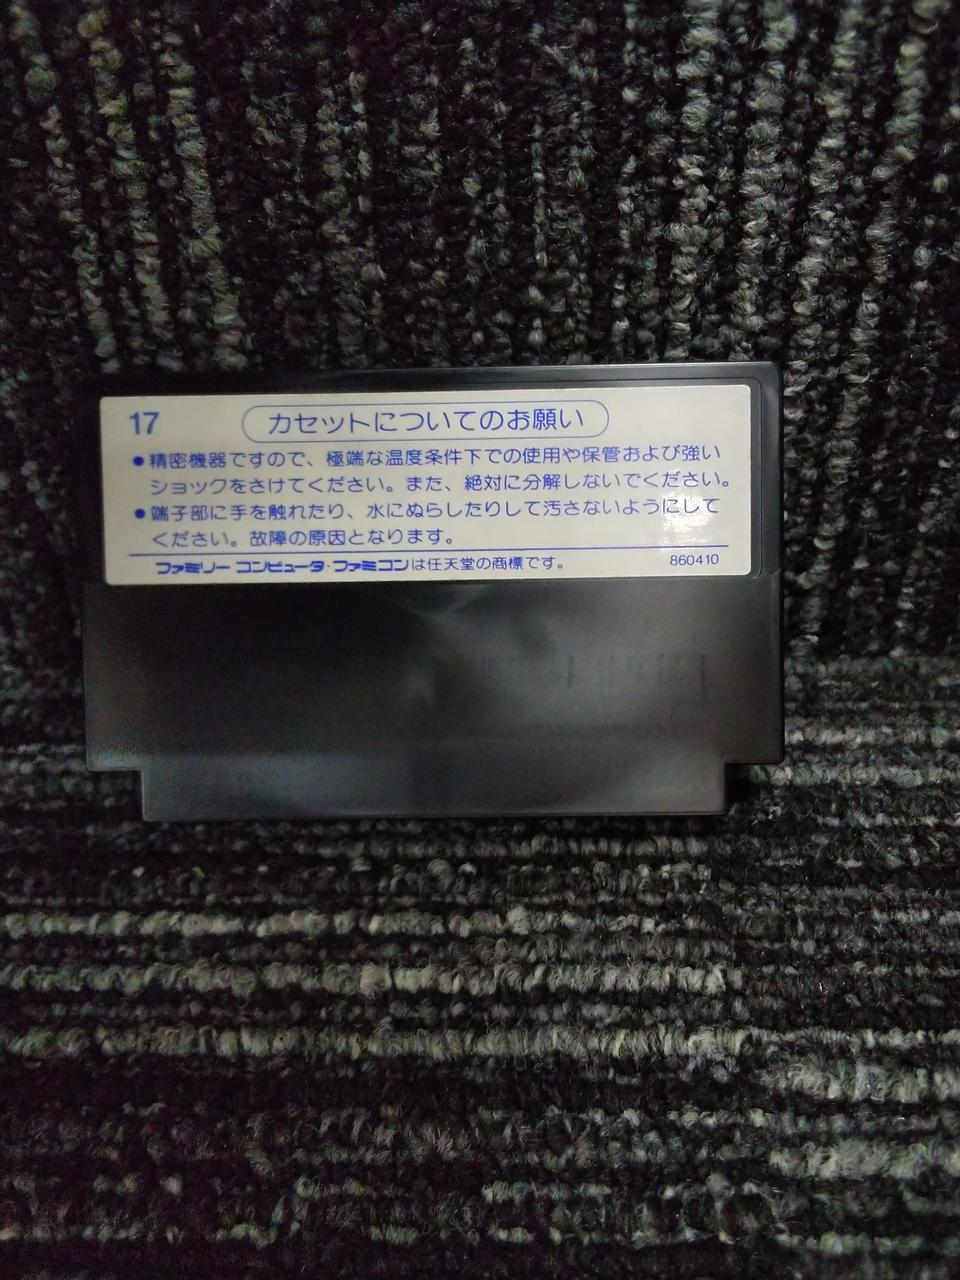 17
カセットについてのお願い
●精密機器ですので、極端な温度条件下での使用や保管および強い
ショックをさけてください。また、絶対に分解しないでください。
●端子部に手を触れたり、水にぬらしたりして汚さないようにして
ください。故障の原因となります。
ファミリー コンピュータ・ファミコンは任天堂の商標です。 860410